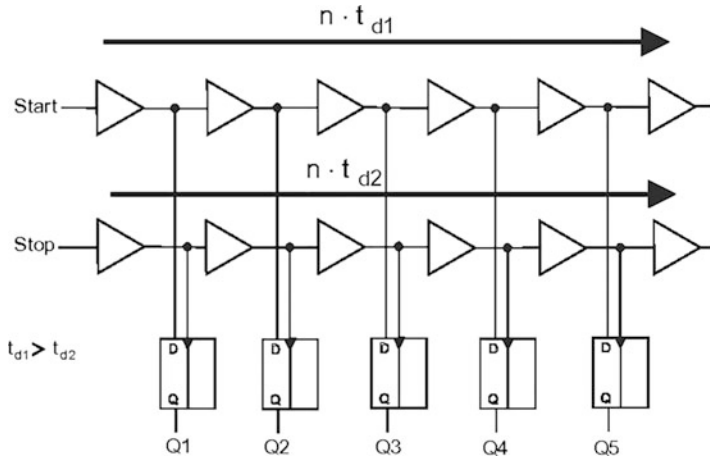 n · t d1
Start
n · t d2
Stop
t d1 > t d2
D D D D D
Q Q Q Q Q
Q1 Q2 Q3 Q4 Q5